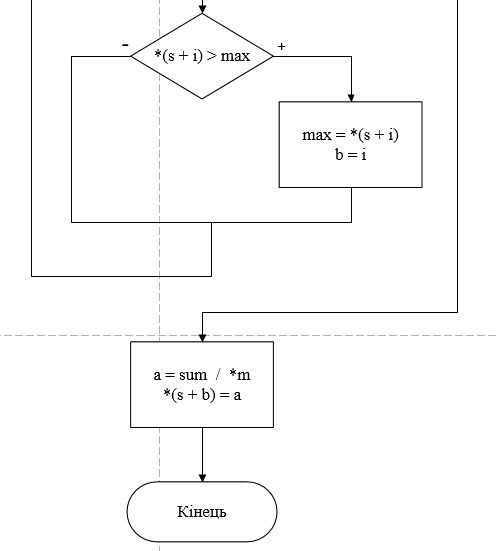 -
+
*(s + i) > max
max = *(s + i)
b = i
a = sum / *m
*(s + b) = a
Кінець